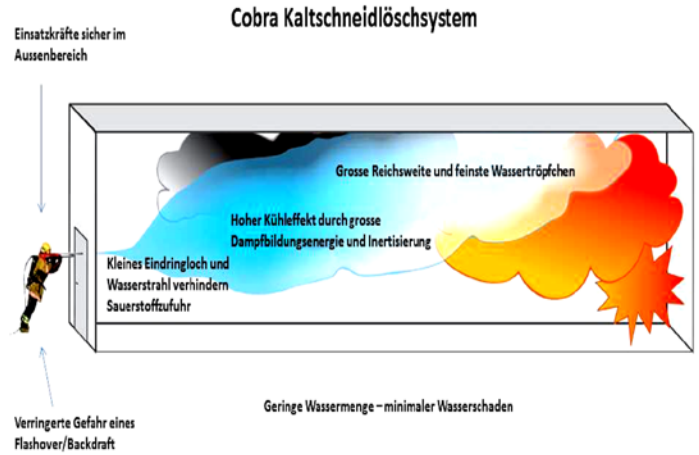 Cobra Kaltschneidlöschsystem
Einsatzkräfte sicher im
Aussenbereich
Grosse Reichsweite und feinste Wassertröpfchen
Hoher Kühleffekt durch grosse
Dampfbildungsenergie und Inertisierung
Kleines Eindringloch und
Wasserstrahl verhindern
Sauerstoffzufuhr
Geringe Wassermenge – minimaler Wasserschaden
Verringerte Gefahr eines
Flashover/Backdraft